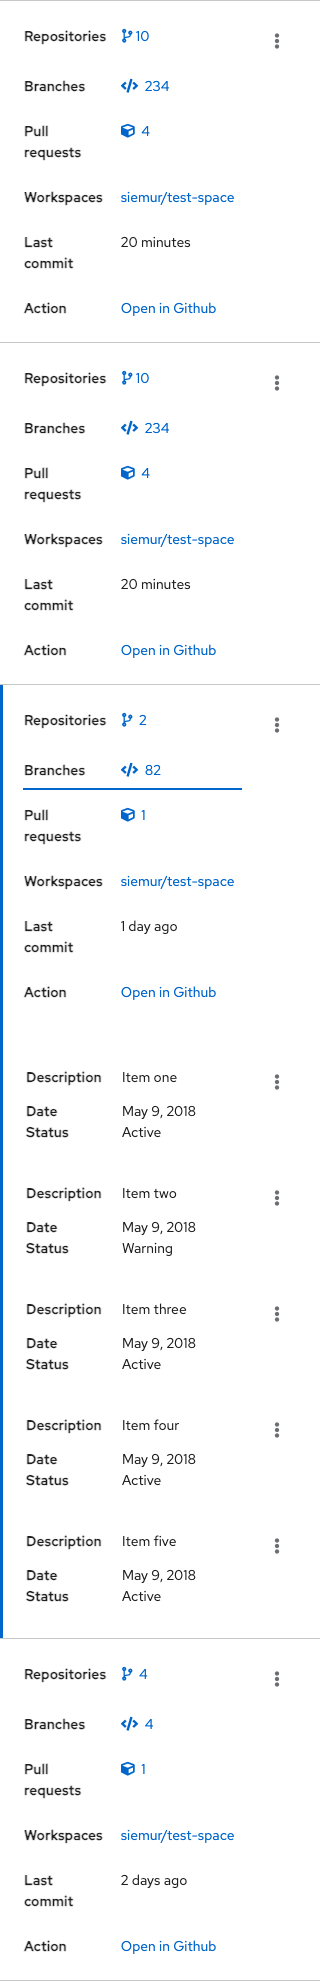 Repositories 10
Branches 234
Pull 4
requests
Workspaces siemur/test-space
Last 20 minutes
commit
Action Open in Github
Repositories 10
Branches 234
Pull 4
requests
Workspaces siemur/test-space
Last 20 minutes
commit
Action Open in Github
Repositories 2
Branches 82
Pull 1
requests
Workspaces siemur/test-space
Last 1 day ago
commit
Action Open in Github
Description Item one
Date May 9, 2018
Status Active
Description Item two
Date May 9, 2018
Status Warning
Description Item three
Date May 9, 2018
Status Active
Description Item four
Date May 9, 2018
Status Active
Description Item five
Date May 9, 2018
Status Active
Repositories 4
Branches 4
Pull 1
requests
Workspaces siemur/test-space
Last 2 days ago
commit
Action Open in Github